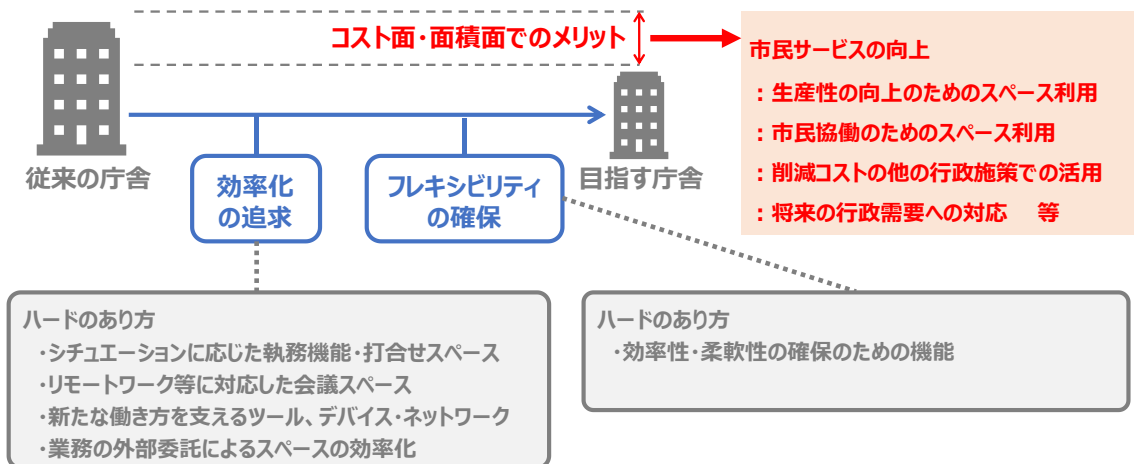 コスト面・面積面でのメリット
市民サービスの向上
：生産性の向上のためのスペース利用
：市民協働のためのスペース利用
：削減コストの他の行政施策での活用
：将来の行政需要への対応　等
従来の庁舎
効率化
の追求
フレキシビリティ
の確保
目指す庁舎
ハードのあり方
・シチュエーションに応じた執務機能・打合せスペース
・リモートワーク等に対応した会議スペース
・新たな働き方を支えるツール、デバイス・ネットワーク
・業務の外部委託によるスペースの効率化
ハードのあり方
・効率性・柔軟性の確保のための機能